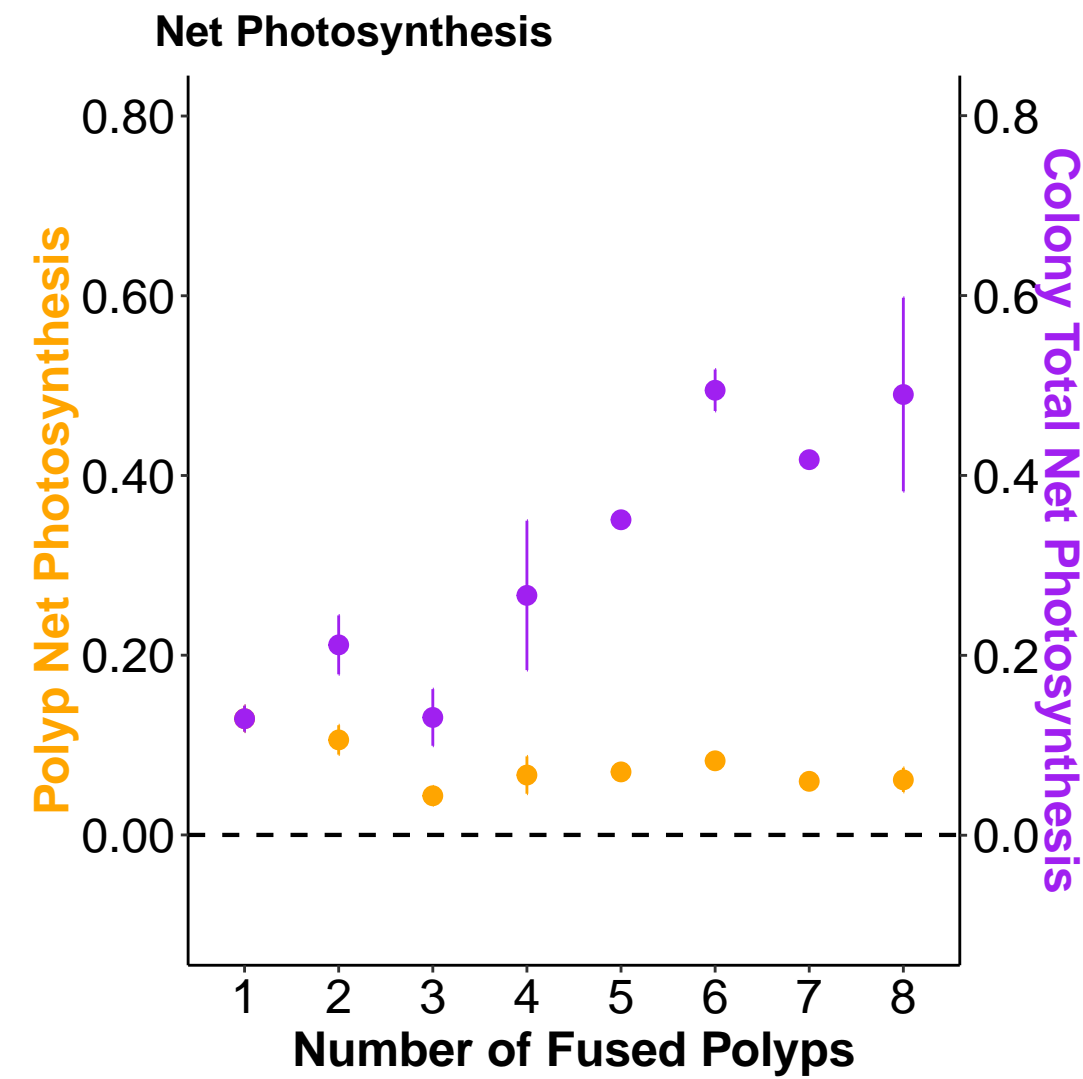 Net Photosynthesis
Polyp Net Photosynthesis
0.80
0.60
0.40
0.20
0.00
0.8
0.6
0.4
0.2
0.0
Colony Total Net Photosynthesis
1 2 3 4 5 6 7 8
Number of Fused Polyps